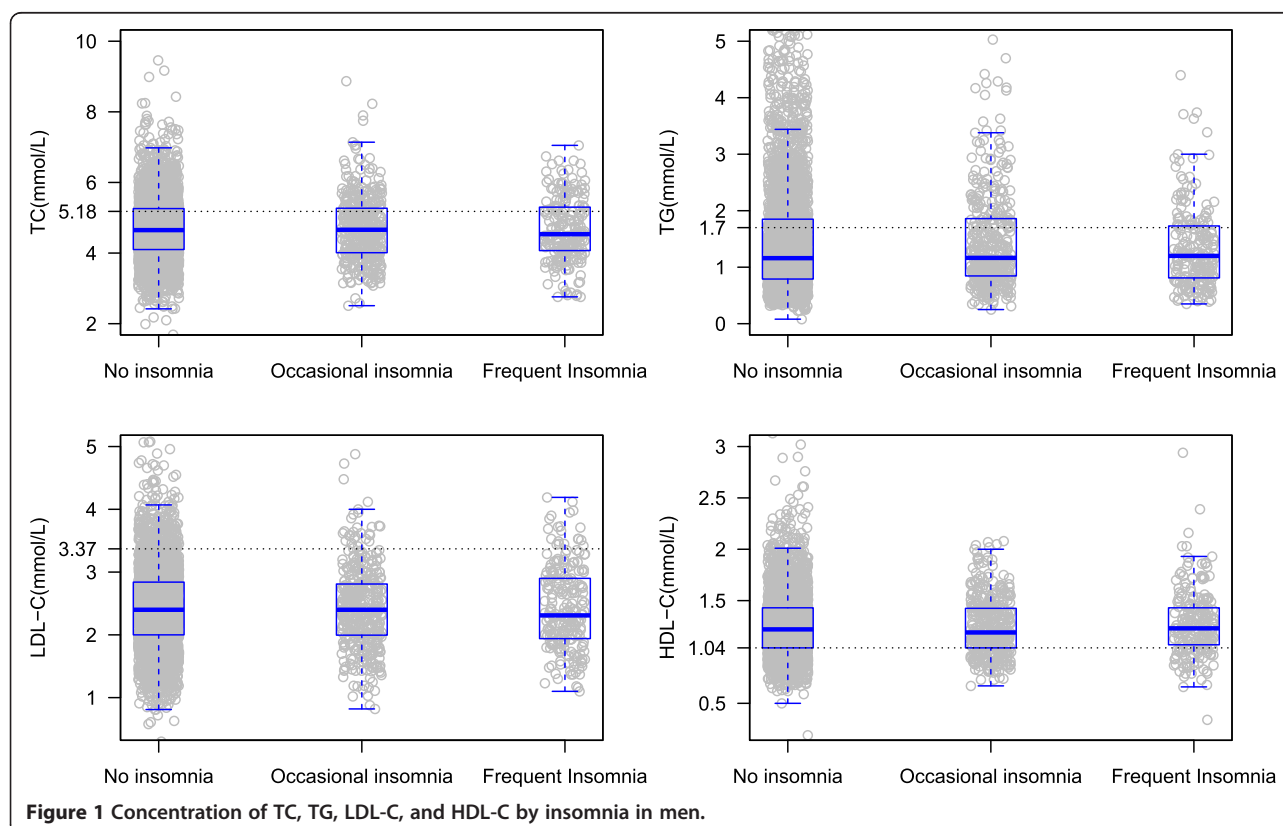 10
8
6
5.18
4
2
TC(mmol/L)
No insomnia
Occasional insomnia
Frequent Insomnia
5
4
3
2
1.7
1
0
TG(mmol/L)
No insomnia
Occasional insomnia
Frequent Insomnia
5
4
3.37
3
2
1
LDL−C(mmol/L)
No insomnia
Occasional insomnia
Frequent Insomnia
3
2.5
2
1.5
1.04
0.5
HDL−C(mmol/L)
No insomnia
Occasional insomnia
Frequent Insomnia
Figure 1 Concentration of TC, TG, LDL-C, and HDL-C by insomnia in men.